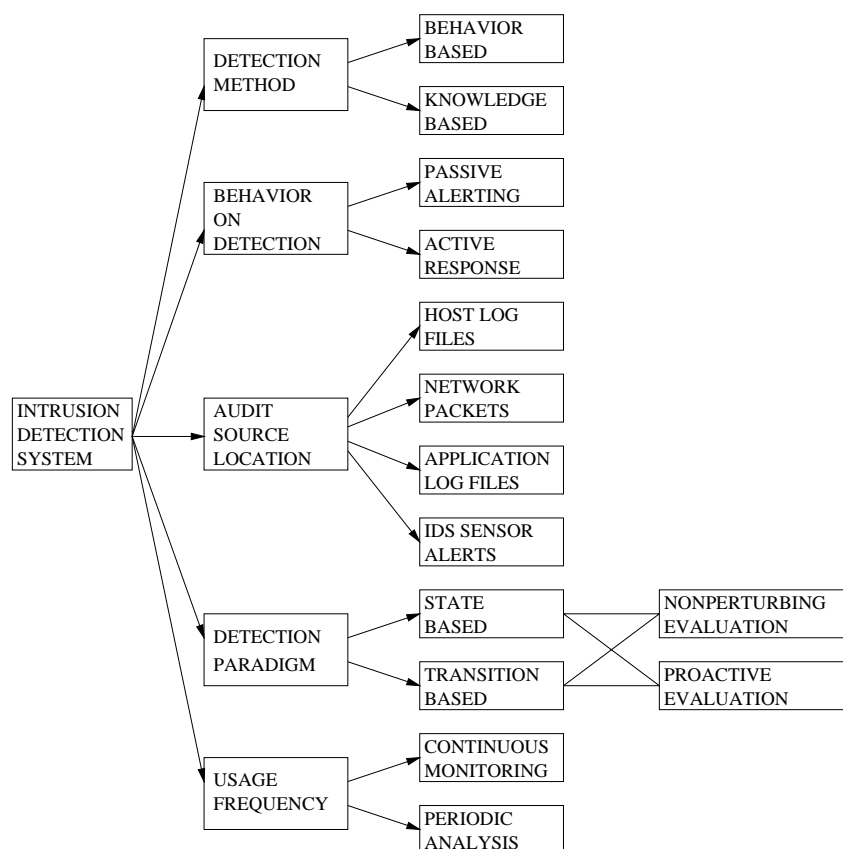 INTRUSION
DETECTION
SYSTEM
DETECTION
METHOD
BEHAVIOR
BASED
KNOWLEDGE
BASED
BEHAVIOR
ON
DETECTION
PASSIVE
ALERTING
ACTIVE
RESPONSE
AUDIT
SOURCE
LOCATION
HOST LOG
FILES
NETWORK
PACKETS
APPLICATION
LOG FILES
IDS SENSOR
ALERTS
DETECTION
PARADIGM
STATE
BASED
TRANSITION
BASED
NONPERTURBING
EVALUATION
PROACTIVE
EVALUATION
USAGE
FREQUENCY
CONTINUOUS
MONITORING
PERIODIC
ANALYSIS